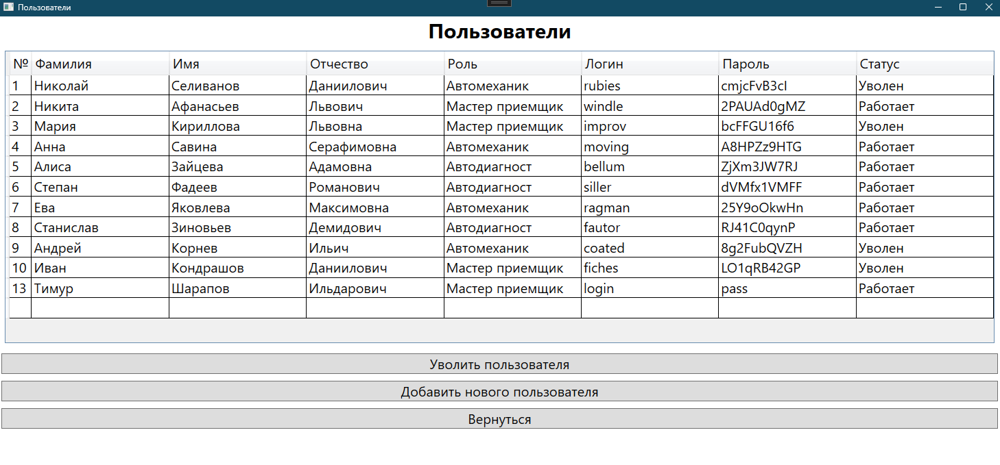 Пользователи
Пользователи
№ Фамилия Имя Отчество Роль Логин Пароль Статус
1 Николай Селиванов Даниилович Автомеханик rubies cmjcFvB3cI Уволен
2 Никита Афанасьев Львович Мастер приемщик windle 2PAUAd0gMZ Работает
3 Мария Кириллова Львовна Мастер приемщик improv bcFFGU16f6 Уволен
4 Анна Савина Серафимовна Автомеханик moving A8HPZz9HTG Работает
5 Алиса Зайцева Адамовна Автодиагност bellum ZjXm3JW7RJ Работает
6 Степан Фадеев Романович Автодиагност siller dVMfx1VMFF Работает
7 Ева Яковлева Максимовна Автомеханик ragman 25Y9oOkwHn Работает
8 Станислав Зиновьев Демидович Автодиагност fautor RJ41C0qynP Работает
9 Андрей Корнев Ильич Автомеханик coated 8g2FubQVZH Уволен
10 Иван Кондрашов Даниилович Мастер приемщик fiches LO1qRB42GP Уволен
13 Тимур Шарапов Ильдарович Мастер приемщик login pass Работает
Уволить пользователя
Добавить нового пользователя
Вернуться